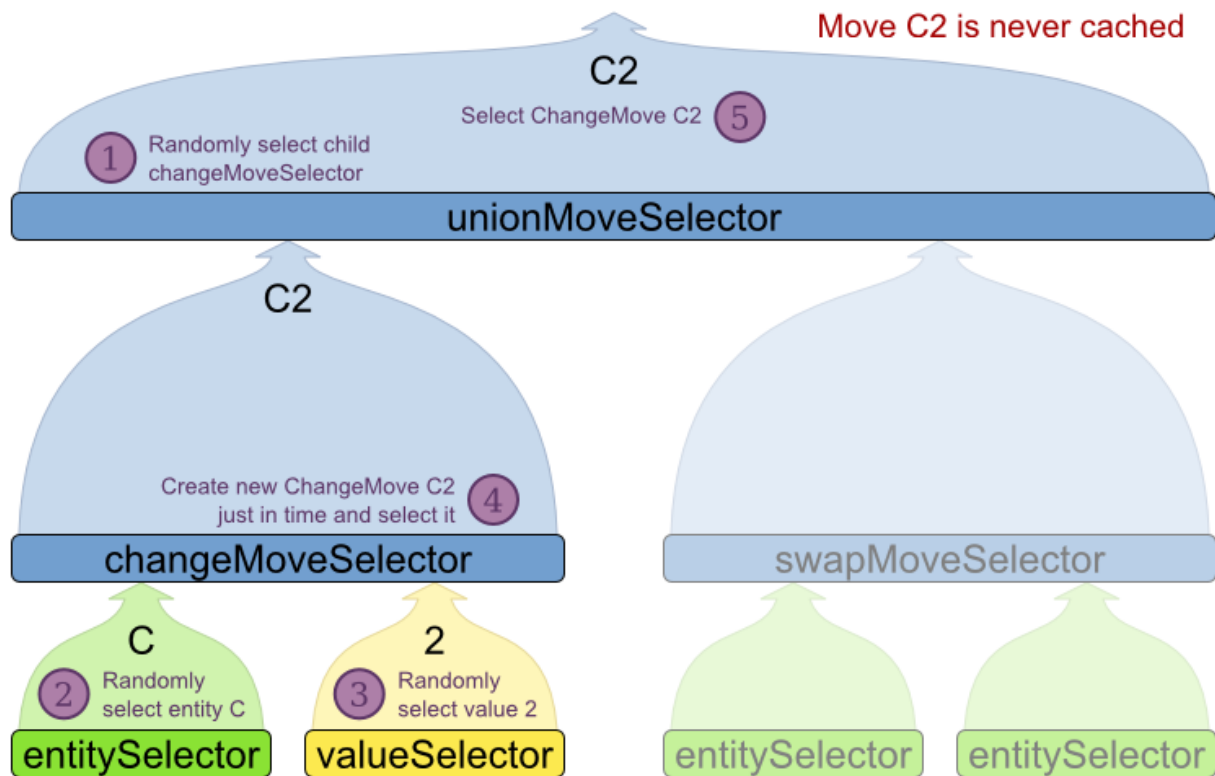 Move C2 is never cached
C2
Select ChangeMove C2 5
1 Randomly select child
changeMoveSelector
unionMoveSelector
C2
Create new ChangeMove C2
just in time and select it
4
changeMoveSelector
swapMoveSelector
C
2
2 Randomly
select entity C
3 Randomly
select value 2
entitySelector
valueSelector
entitySelector
entitySelector